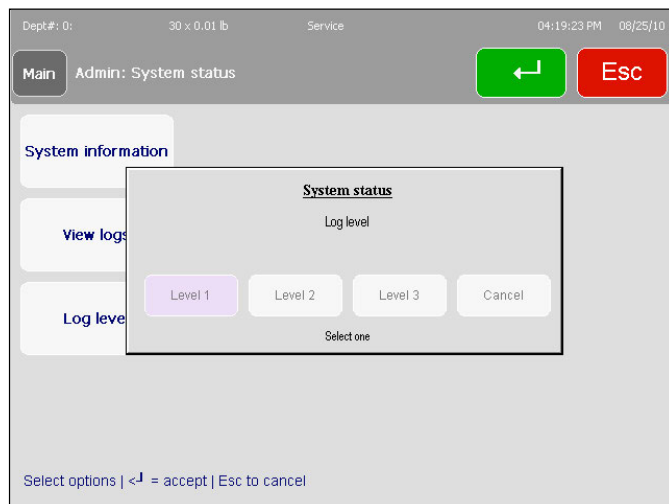 Dept#: 0: 30 x 0.01 lb Service 04:19:23 PM 08/25/10
Main Admin: System status Esc
System information
View logs
Log leve
System status
Log level
Level 1 Level 2 Level 3 Cancel
Select one
Select options | <┘ = accept | Esc to cancel